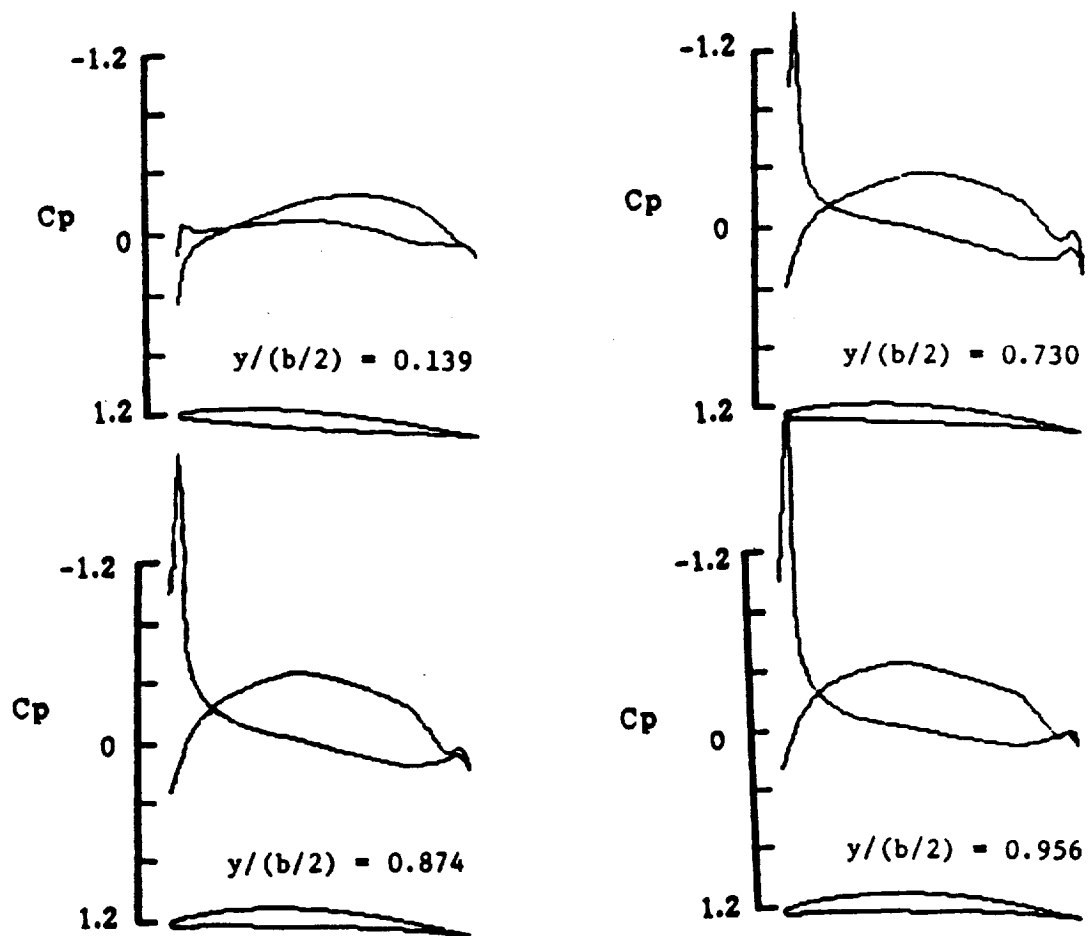 -1.2
Cp
0
y/(b/2) = 0.139
1.2
-1.2
Cp
0
y/(b/2) = 0.730
1.2
-1.2
Cp
0
y/(b/2) = 0.874
1.2
-1.2
Cp
0
y/(b/2) = 0.956
1.2